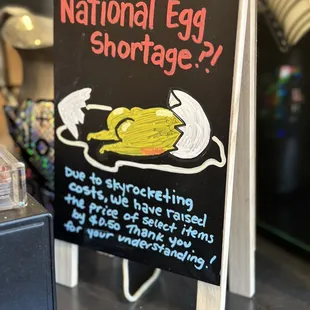 National Egg
Shortage?!
Due to skyrocketing
costs, we have raised
the price of select items
by $0.50 Thank you
for your understanding!